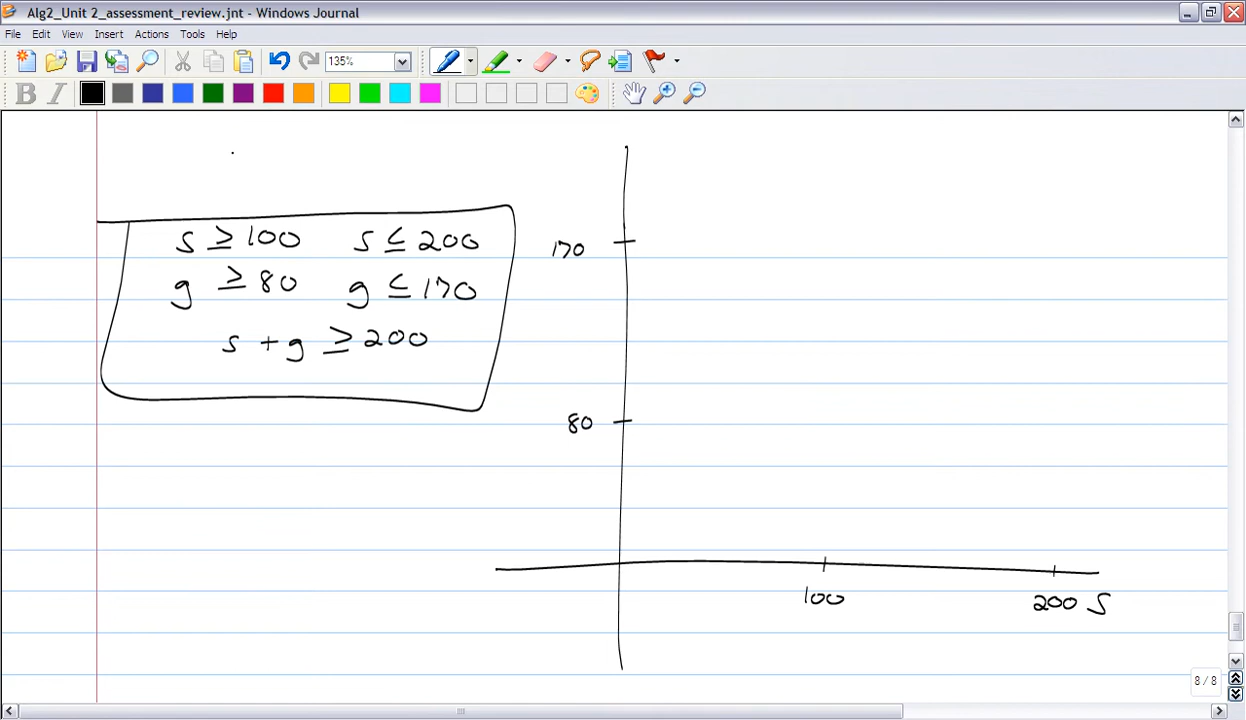 Alg2_Unit 2_assessment_review.jnt - Windows Journal
File Edit View Insert Actions Tools Help
135%
B I
s ≥ 100 s ≤ 200
g ≥ 80 g ≤ 170
s + g ≥ 200
170
80
100 200 S
8 / 8